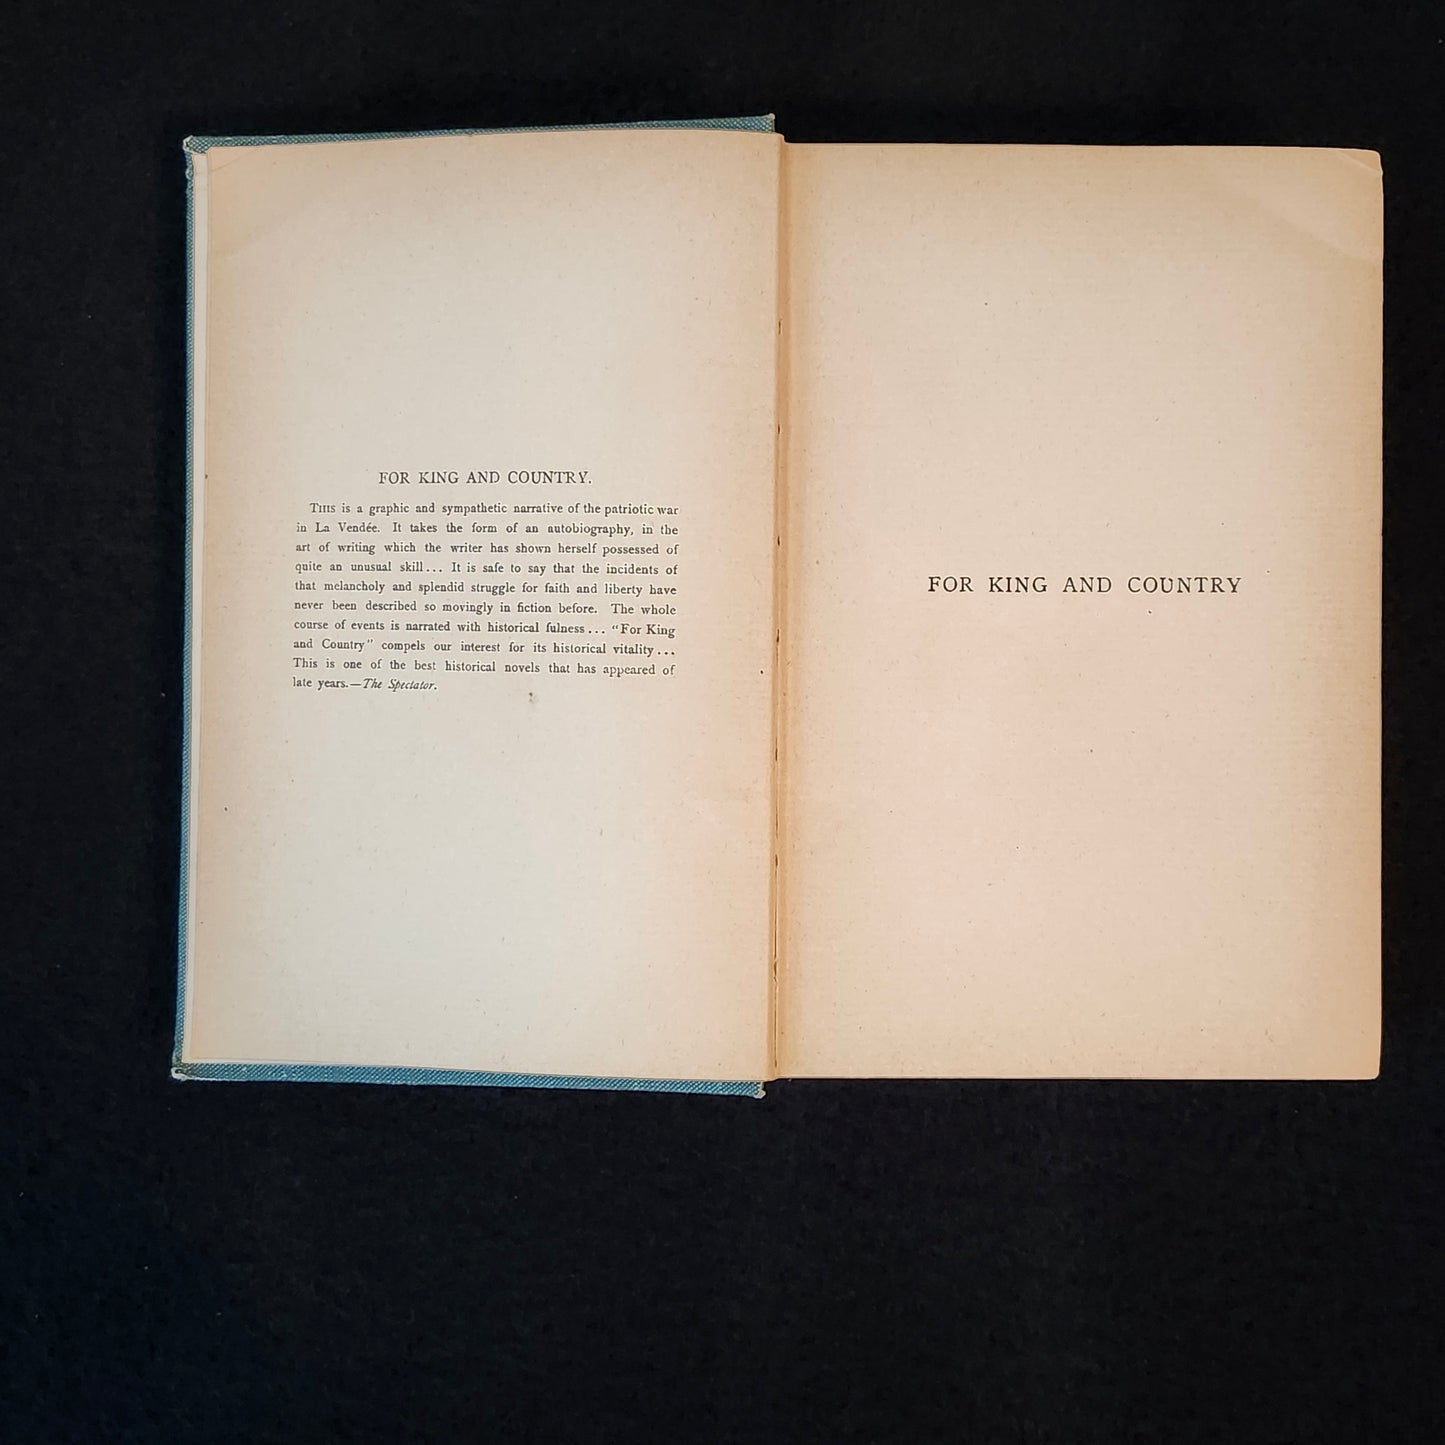 FOR KING AND COUNTRY.
THIS is a graphic and sympathetic narrative of the patriotic war
in La Vendée. It takes the form of an autobiography, in the
art of writing which the writer has shown herself possessed of
quite an unusual skill... It is safe to say that the incidents of
that melancholy and splendid struggle for faith and liberty have
never been described so movingly in fiction before. The whole
course of events is narrated with historical fulness... "For King
and Country" compels our interest for its historical vitality...
This is one of the best historical novels that has appeared of
late years.—The Spectator.
FOR KING AND COUNTRY